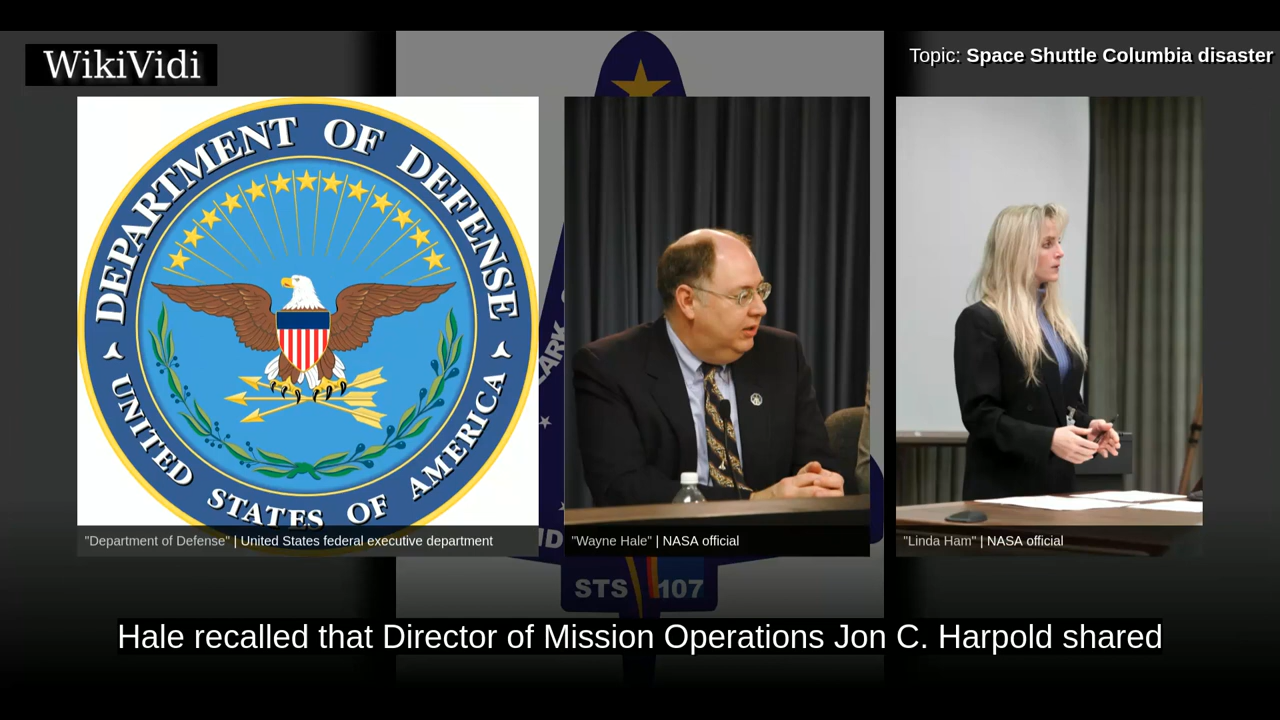 WikiVidi
Topic: Space Shuttle Columbia disaster
DEPARTMENT OF DEFENSE
UNITED STATES OF AMERICA
"Department of Defense" | United States federal executive department
"Wayne Hale" | NASA official
"Linda Ham" | NASA official
STS 107
Hale recalled that Director of Mission Operations Jon C. Harpold shared